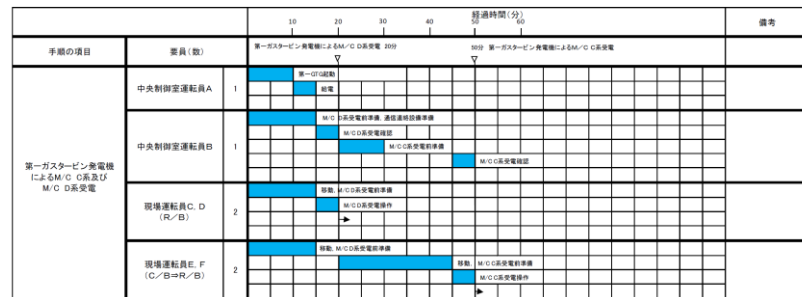 経過時間(分)
備考
10 20 30 40 50 60
手順の項目
要員(数)
第一ガスタービン発電機によるM/C D系受電 20分
50分 第一ガスタービン発電機によるM/C C系受電
第一ガスタービン発電機
によるM/C C系及び
M/C D系受電
中央制御室運転員A
1
第一GTG起動
給電
中央制御室運転員B
1
M/C D系受電前準備,通信連絡設備準備
M/CD系受電確認
M/CC系受電前準備
M/CC系受電確認
現場運転員C,D
(R/B)
2
移動,M/CD系受電前準備
M/CD系受電操作
現場運転員E,F
(C/B⇒R/B)
2
移動,M/CD系受電前準備
移動, M/CC系受電前準備
M/CC系受電操作